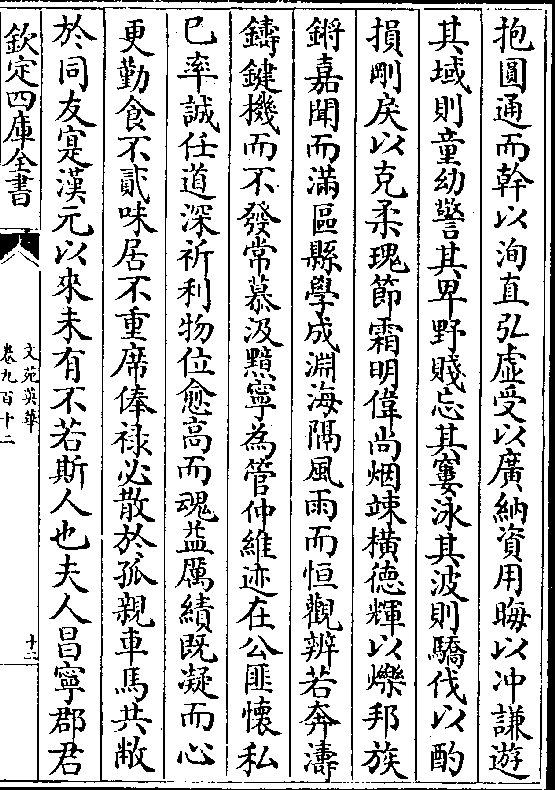 抱圓通而幹以洵直弘虛受以廣納資用晦以冲謙遊
其域則童幼警其卑野賤忘其窶泳其波則驕伐以酌
損剛戾以克柔瑰節霜明偉尚烟竦橫德輝以爍邦族
鏘嘉聞而滿區縣學成淵海隔風雨而恒觀辨若奔濤
鑄鍵機而不發常慕汲黯寧為管仲維迹在公匪懷私
已率誠任道深祈利物位愈高而魂益厲績既凝而心
更勤食不貳味居不重席俸禄必散於孤親車馬共敝
於同友寔漢元以來未有不若斯人也夫人昌寧郡君
欽定四庫全書
文苑英華
卷九百十二
十二